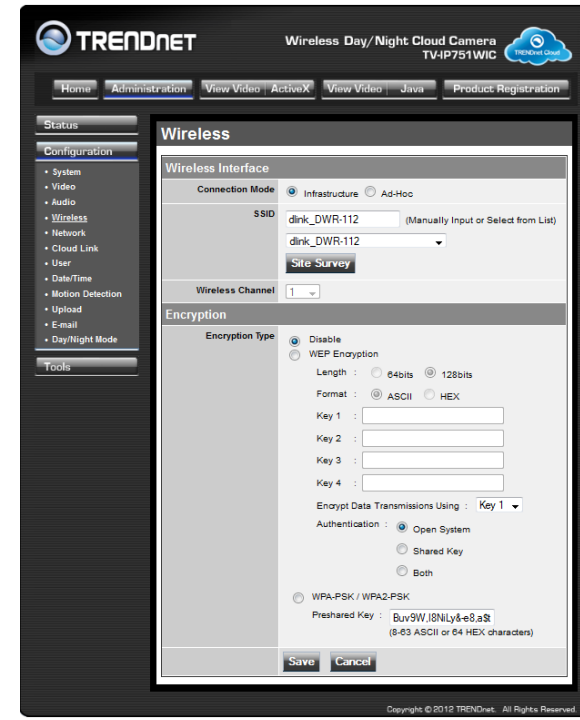 TRENDNET
Wireless Day/Night Cloud Camera
TV-IP751WIC
TRENDnet Cloud
Home Administration View Video ActiveX View Video Java Product Registration
Status
Configuration
• System
• Video
• Audio
• Wireless
• Network
• Cloud Link
• User
• Date/Time
• Motion Detection
• Upload
• E-mail
• Day/Night Mode
Tools
Wireless
Wireless Interface
Connection Mode Infrastructure Ad-Hoc
SSID dlink_DWR-112 (Manually Input or Select from List)
dlink_DWR-112
Site Survey
Wireless Channel 1
Encryption
Encryption Type Disable
WEP Encryption
Length : 64bits 128bits
Format : ASCII HEX
Key 1 :
Key 2 :
Key 3 :
Key 4 :
Encrypt Data Transmissions Using : Key 1
Authentication : Open System
Shared Key
Both
WPA-PSK / WPA2-PSK
Preshared Key :
(8-63 ASCII or 64 HEX characters)
Save Cancel
Copyright © 2012 TRENDnet. All Rights Reserved.